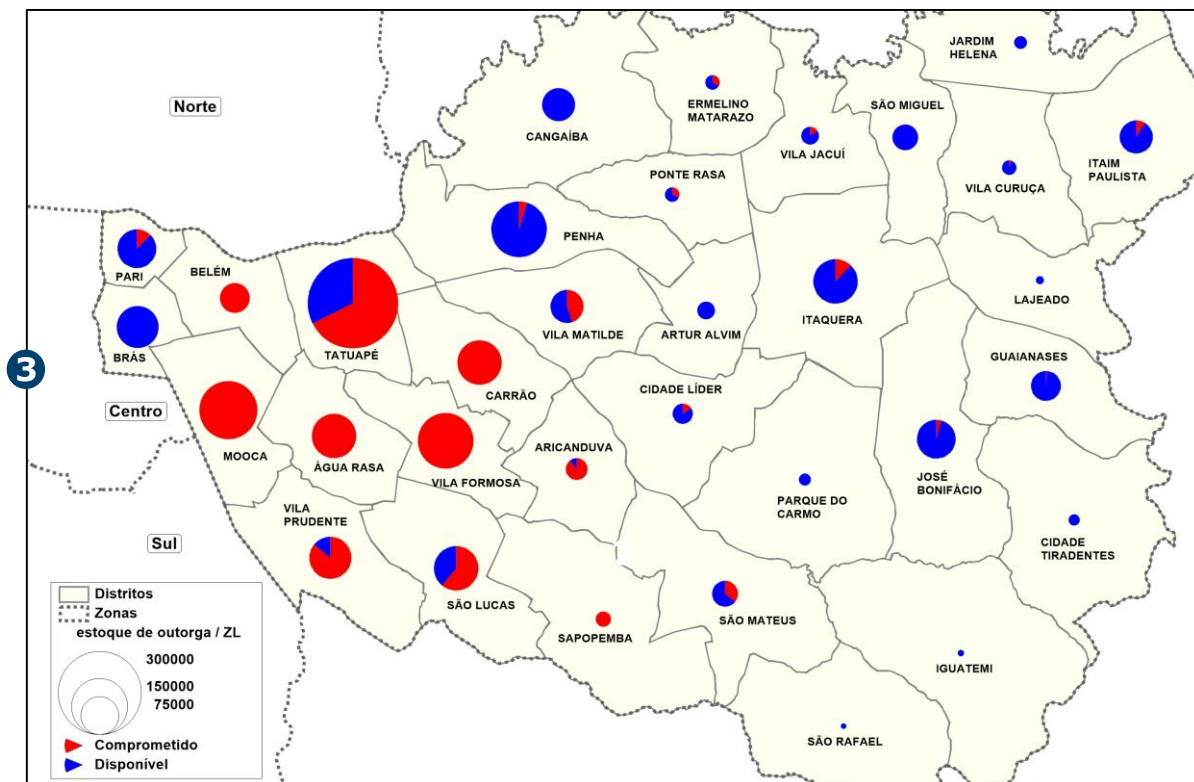 Norte
JARDIM
HELENA
ERMELINO
MATARAZO
SÃO MIGUEL
CANGAÍBA
VILA JACUÍ
ITAIM
PAULISTA
PONTE RASA
VILA CURUÇA
PENHA
PARI
BELÉM
LAJEADO
BRÁS
TATUAPÉ
VILA MATILDE
ARTUR ALVIM
ITAQUERA
GUAIANASES
3
Centro
CARRÃO
CIDADE LÍDER
MOOCA
ÁGUA RASA
VILA FORMOSA
ARICANDUVA
JOSÉ
BONIFÁCIO
PARQUE DO
CARMO
VILA
PRUDENTE
CIDADE
TIRADENTES
Sul
SÃO LUCAS
SAPOPEMBA
SÃO MATEUS
IGUATEMI
SÃO RAFAEL
Distritos
Zonas
estoque de outorga / ZL
300000
150000
75000
Comprometido
Disponível